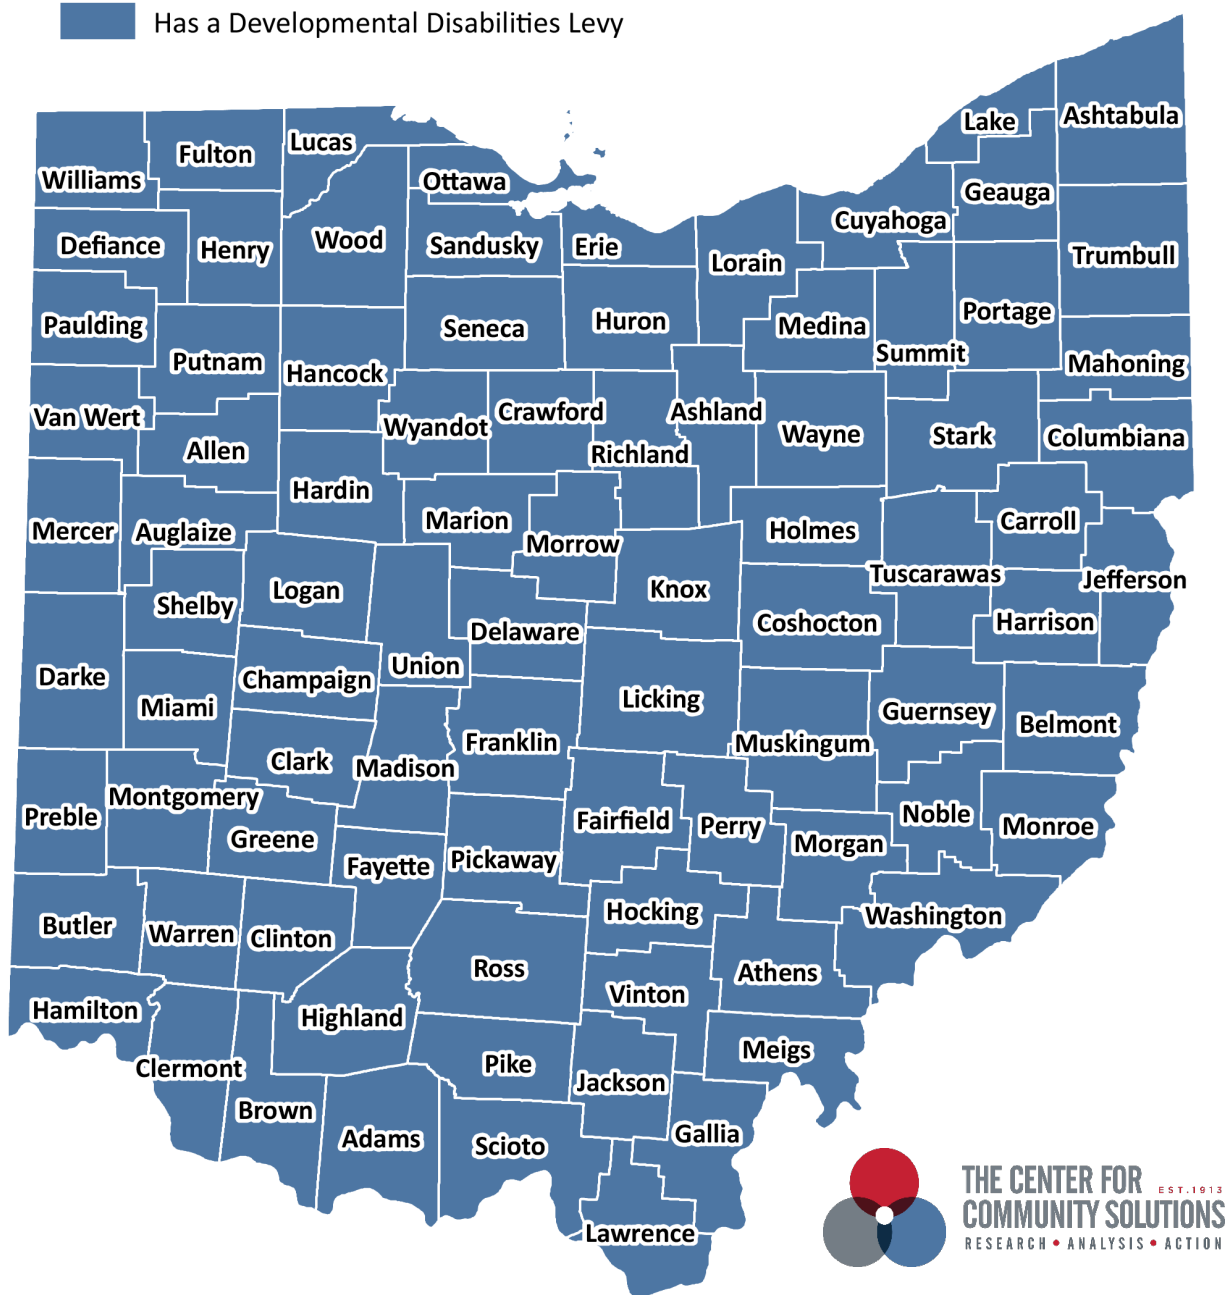 Has a Developmental Disabilities Levy
Lake
Ashtabula
Lucas
Fulton
Williams
Ottawa
Geauga
Cuyahoga
Defiance
Henry
Wood
Sandusky
Erie
Lorain
Trumbull
Paulding
Putnam
Hancock
Seneca
Huron
Medina
Summit
Portage
Mahoning
Van Wert
Allen
Wyandot
Crawford
Richland
Ashland
Wayne
Stark
Columbiana
Mercer
Auglaize
Hardin
Marion
Morrow
Holmes
Carroll
Tuscarawas
Jefferson
Shelby
Logan
Delaware
Knox
Coshocton
Harrison
Darke
Miami
Champaign
Union
Licking
Guernsey
Belmont
Clark
Madison
Franklin
Muskingum
Preble
Montgomery
Greene
Fayette
Pickaway
Fairfield
Perry
Morgan
Noble
Monroe
Butler
Warren
Clinton
Hocking
Washington
Ross
Athens
Hamilton
Highland
Vinton
Clermont
Pike
Jackson
Meigs
Brown
Adams
Scioto
Gallia
Lawrence
THE CENTER FOR
EST.1913
COMMUNITY SOLUTIONS
RESEARCH • ANALYSIS • ACTION